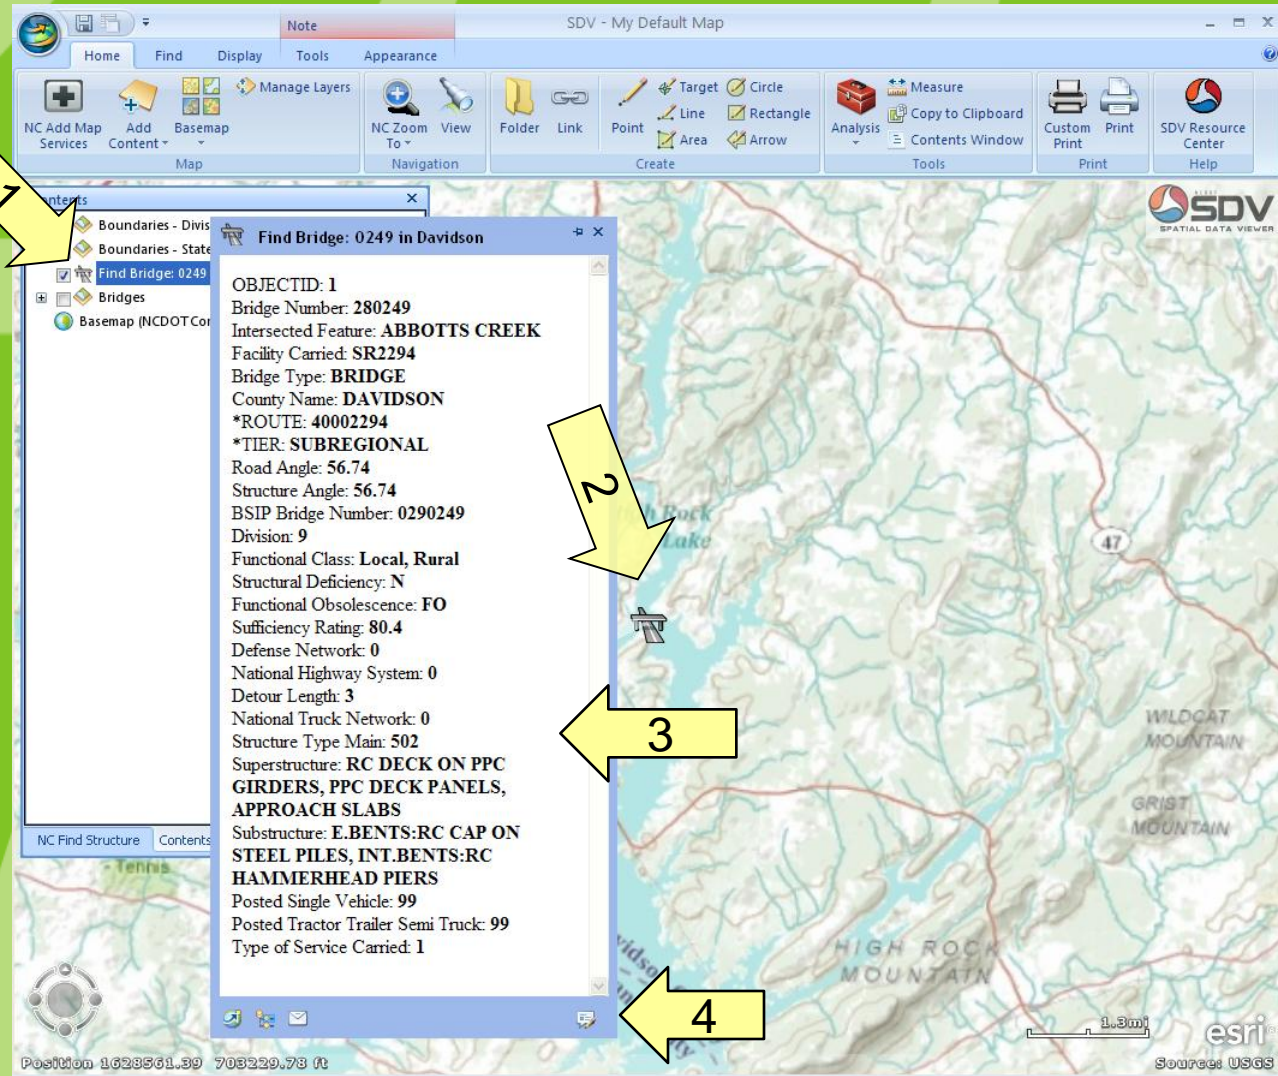 Note
SDV - My Default Map
Home Find Display Tools Appearance
NC Add Map Services
Add Content
Basemap
Manage Layers
Map
NC Zoom To
View
Navigation
Folder
Link
Point
Target
Line
Area
Circle
Rectangle
Arrow
Create
Analysis
Measure
Copy to Clipboard
Contents Window
Tools
Custom Print
Print
Print
SDV Resource Center
Help
1
Boundaries - Divis
Boundaries - State
Find Bridge: 0249
Bridges
Basemap (NCDOT Cor
NC Find Structure
Contents
Find Bridge: 0249 in Davidson
OBJECTID: 1
Bridge Number: 280249
Intersected Feature: ABBOTTS CREEK
Facility Carried: SR2294
Bridge Type: BRIDGE
County Name: DAVIDSON
*ROUTE: 40002294
*TIER: SUBREGIONAL
Road Angle: 56.74
Structure Angle: 56.74
BSIP Bridge Number: 0290249
Division: 9
Functional Class: Local, Rural
Structural Deficiency: N
Functional Obsolescence: FO
Sufficiency Rating: 80.4
Defense Network: 0
National Highway System: 0
Detour Length: 3
National Truck Network: 0
Structure Type Main: 502
Superstructure: RC DECK ON PPC
GIRDERS, PPC DECK PANELS,
APPROACH SLABS
Substructure: E.BENTS:RC CAP ON
STEEL PILES, INT.BENTS:RC
HAMMERHEAD PIERS
Posted Single Vehicle: 99
Posted Tractor Trailer Semi Truck: 99
Type of Service Carried: 1
2
3
4
SDV
SPATIAL DATA VIEWER
Rock
Lake
47
WILDCAT
MOUNTAIN
GRIST
MOUNTAIN
HIGH ROCK
MOUNTAIN
Tennis
1.3mi
esri
Position 1628561.39 703229.78 ft
Source: USGS